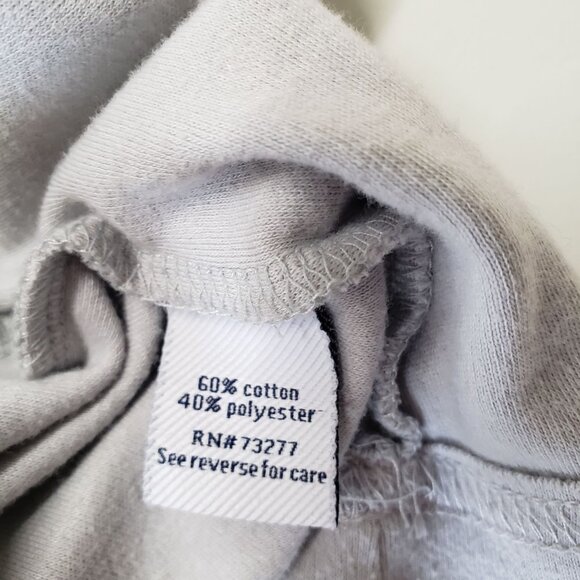 60% cotton
40% polyester
RN# 73277
See reverse for care